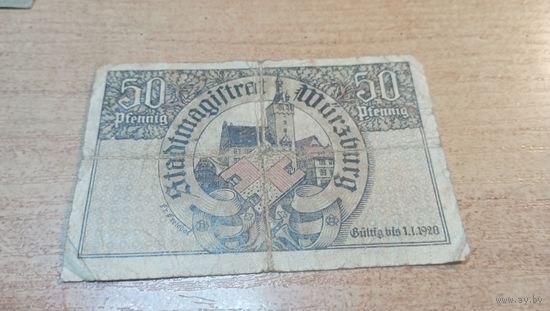 50
Pfennig
Stadtmagistrat Würzburg
50
Pfennig
Gültig bis 1.1.1920
www.ay.by